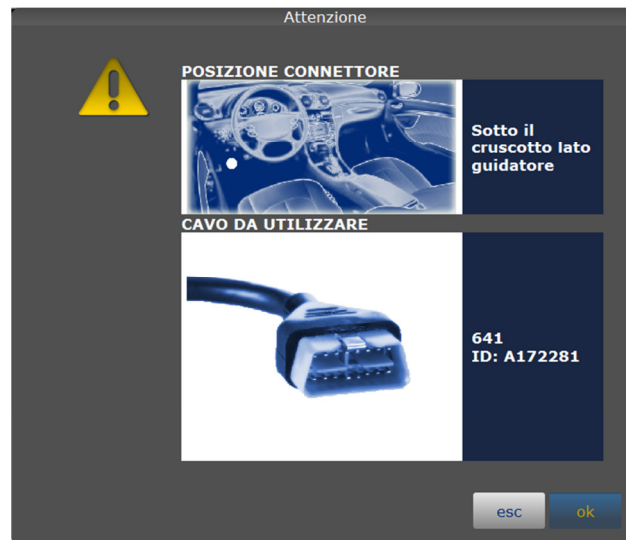 Attenzione
POSIZIONE CONNETTORE
Sotto il
cruscotto lato
guidatore
CAVO DA UTILIZZARE
641
ID: A172281
esc
ok